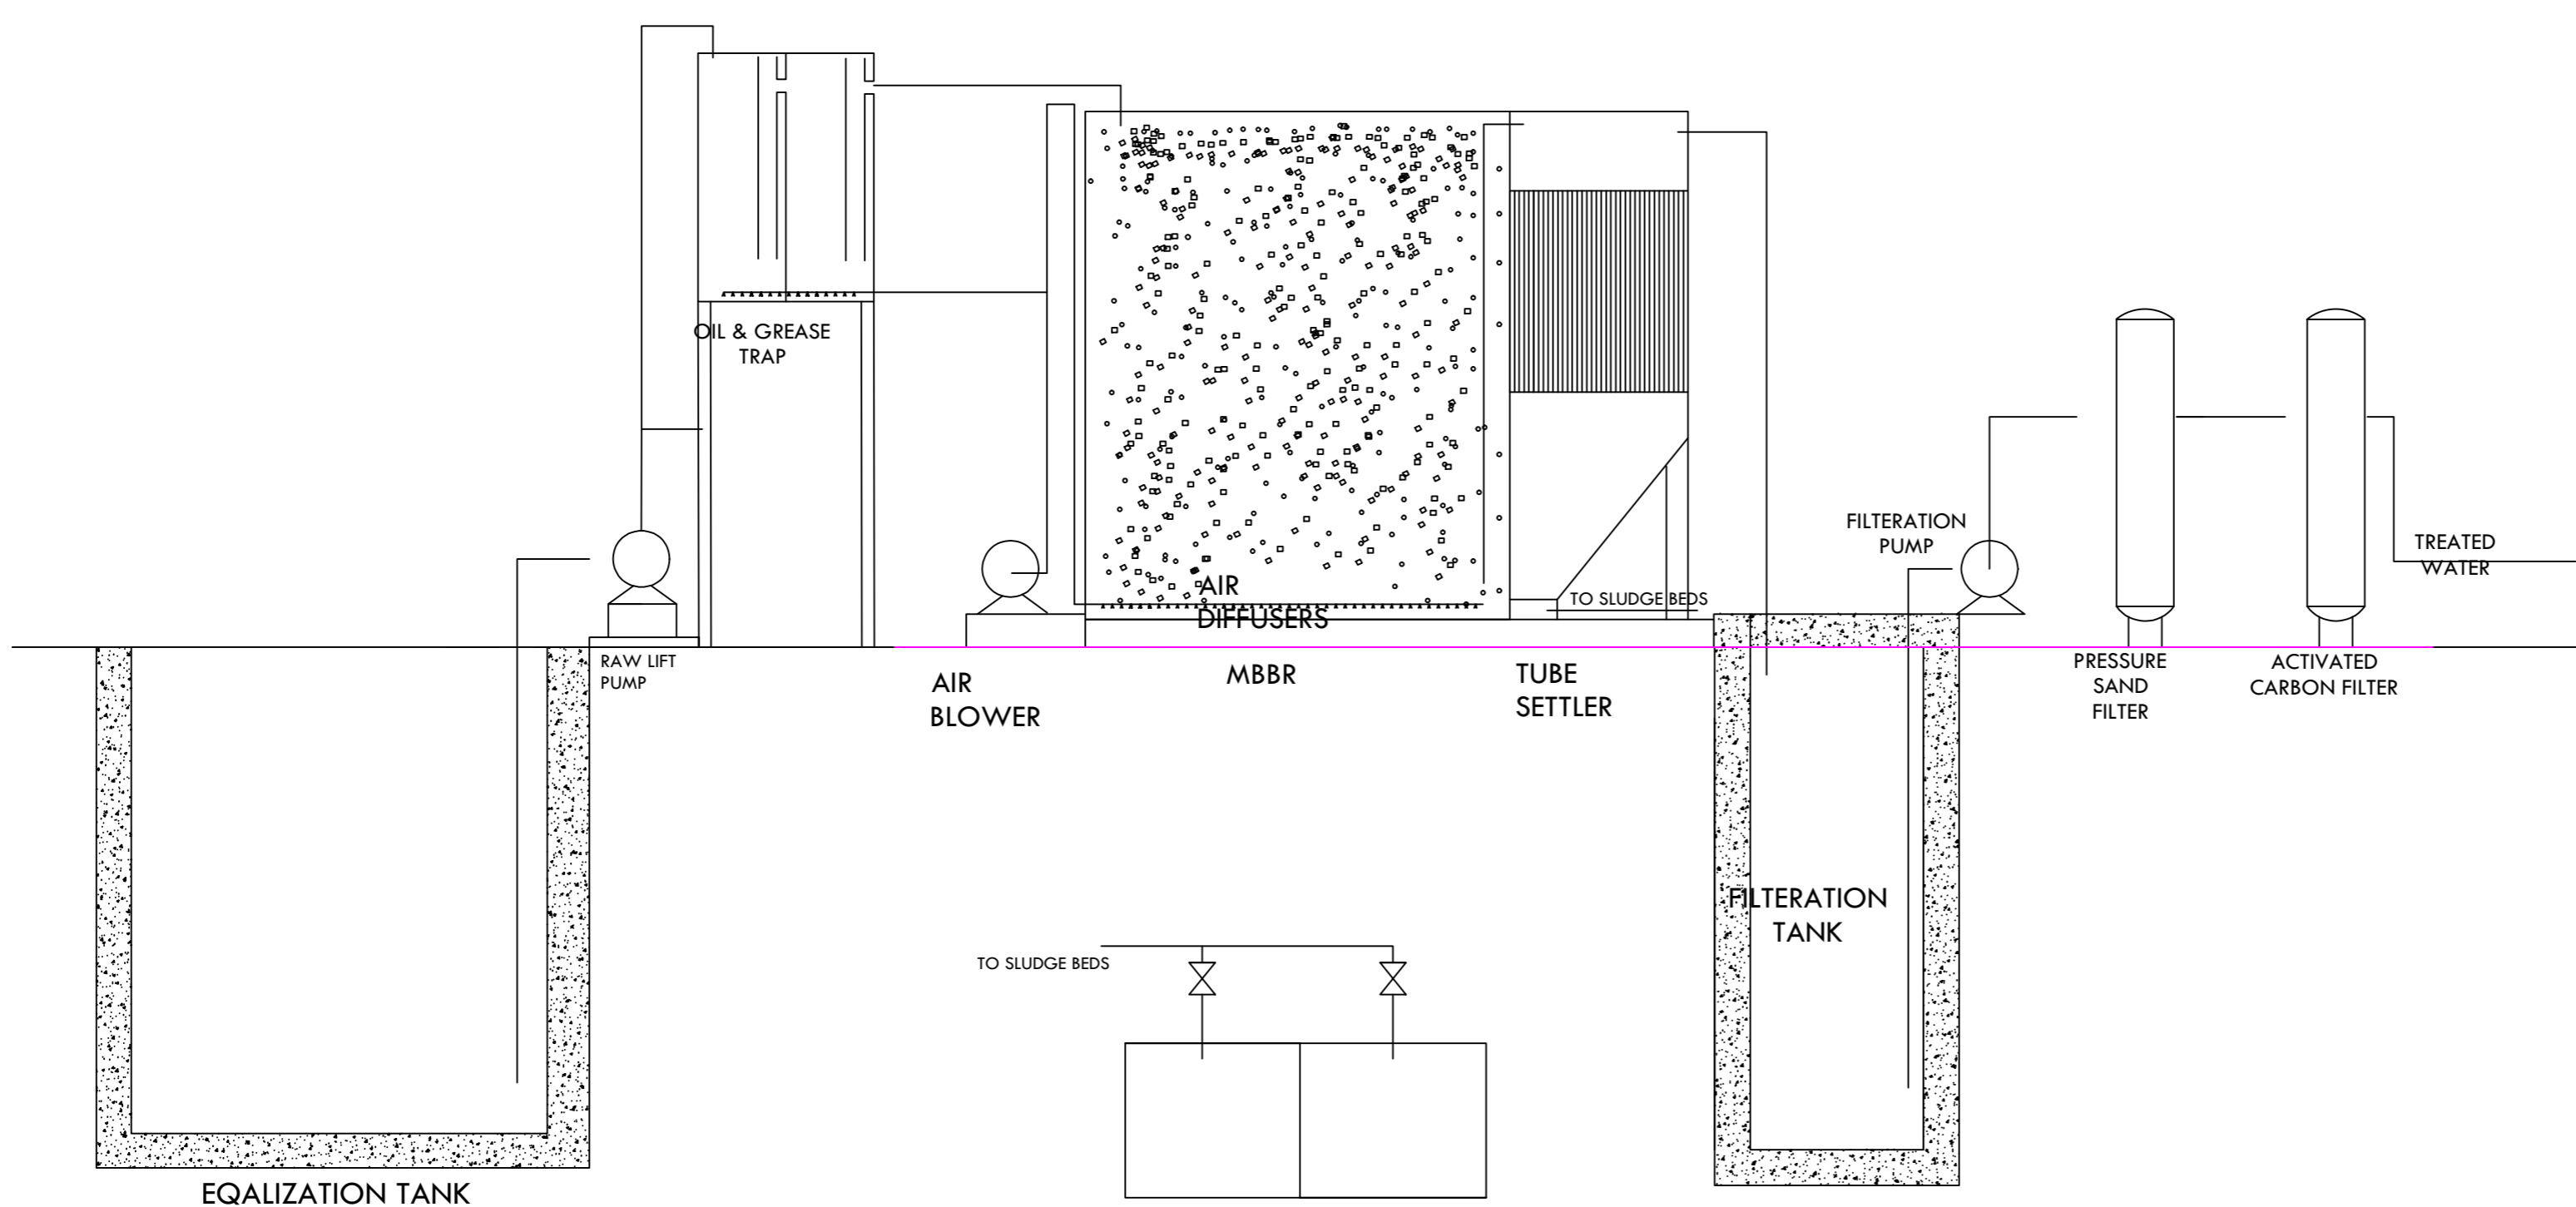 OIL & GREASE
TRAP
FILTERATION
PUMP
TREATED
WATER
AIR
DIFFUSERS
TO SLUDGE BEDS
RAW LIFT
PUMP
AIR
BLOWER
MBBR
TUBE
SETTLER
PRESSURE
SAND
FILTER
ACTIVATED
CARBON FILTER
FILTERATION
TANK
TO SLUDGE BEDS
EQALIZATION TANK